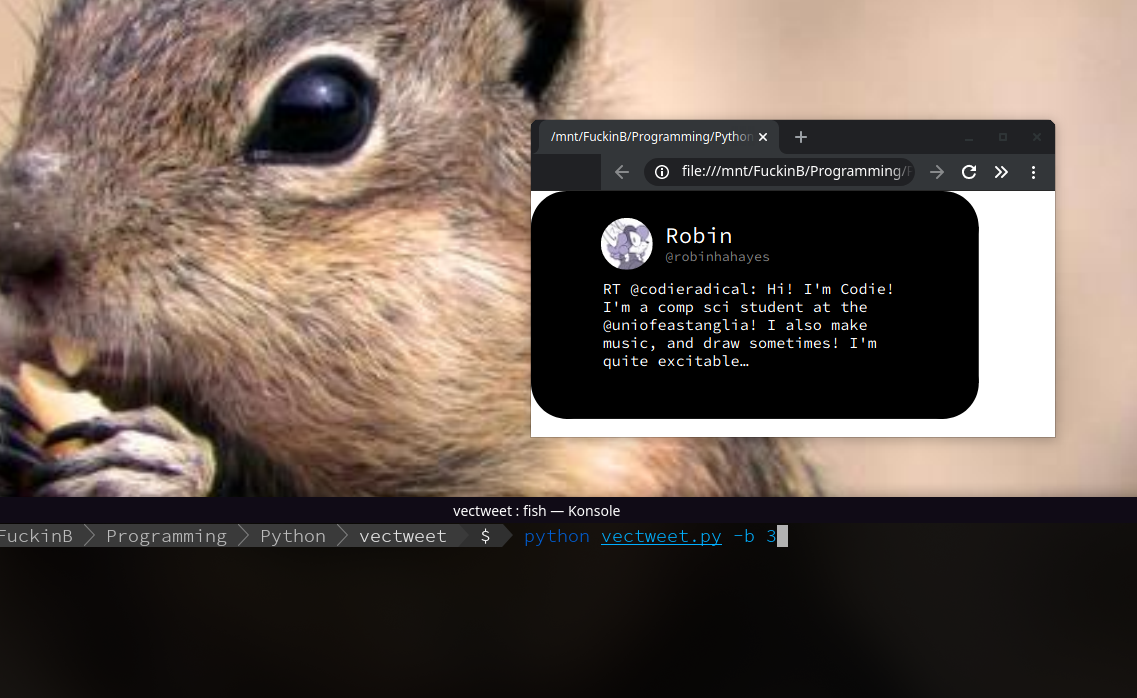 /mnt/FuckinB/Programming/Python
file:///mnt/FuckinB/Programming/
Robin
@robinhahayes
RT @codieradical: Hi! I'm Codie!
I'm a comp sci student at the
@uniofeastanglia! I also make
music, and draw sometimes! I'm
quite excitable…
vectweet : fish — Konsole
FuckinB Programming Python vectweet $ python vectweet.py -b 3